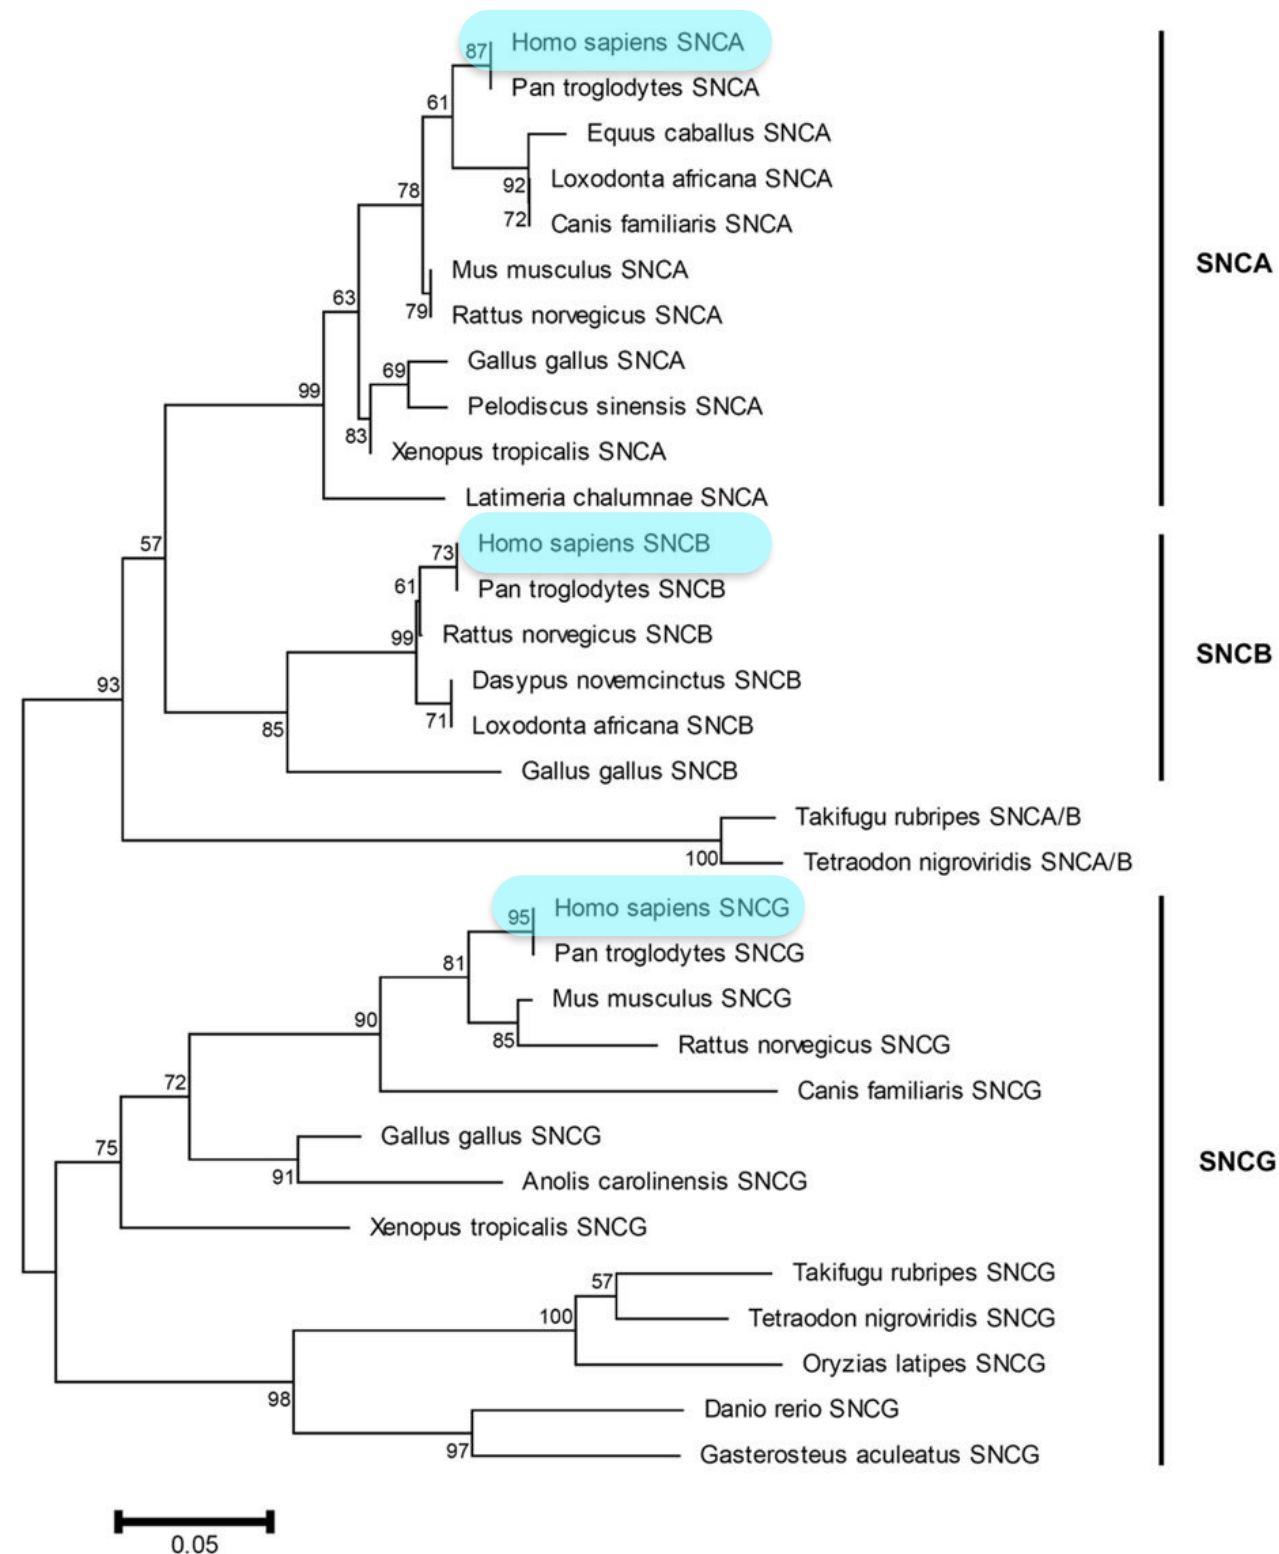 87 Homo sapiens SNCA
Pan troglodytes SNCA
61
Equus caballus SNCA
92 Loxodonta africana SNCA
78
72 Canis familiaris SNCA
Mus musculus SNCA
SNCA
63
79 Rattus norvegicus SNCA
Gallus gallus SNCA
69
99
Pelodiscus sinensis SNCA
83
Xenopus tropicalis SNCA
Latimeria chalumnae SNCA
57
73 Homo sapiens SNCB
61
Pan troglodytes SNCB
99 Rattus norvegicus SNCB
SNCB
93
Dasypus novemcinctus SNCB
71 Loxodonta africana SNCB
85
Gallus gallus SNCB
Takifugu rubripes SNCA/B
100 Tetraodon nigroviridis SNCA/B
95 Homo sapiens SNCG
Pan troglodytes SNCG
81
Mus musculus SNCG
90
85 Rattus norvegicus SNCG
72
Canis familiaris SNCG
Gallus gallus SNCG
75
SNCG
91 Anolis carolinensis SNCG
Xenopus tropicalis SNCG
57 Takifugu rubripes SNCG
100 Tetraodon nigroviridis SNCG
Oryzias latipes SNCG
98
Danio rerio SNCG
97 Gasterosteus aculeatus SNCG
0.05